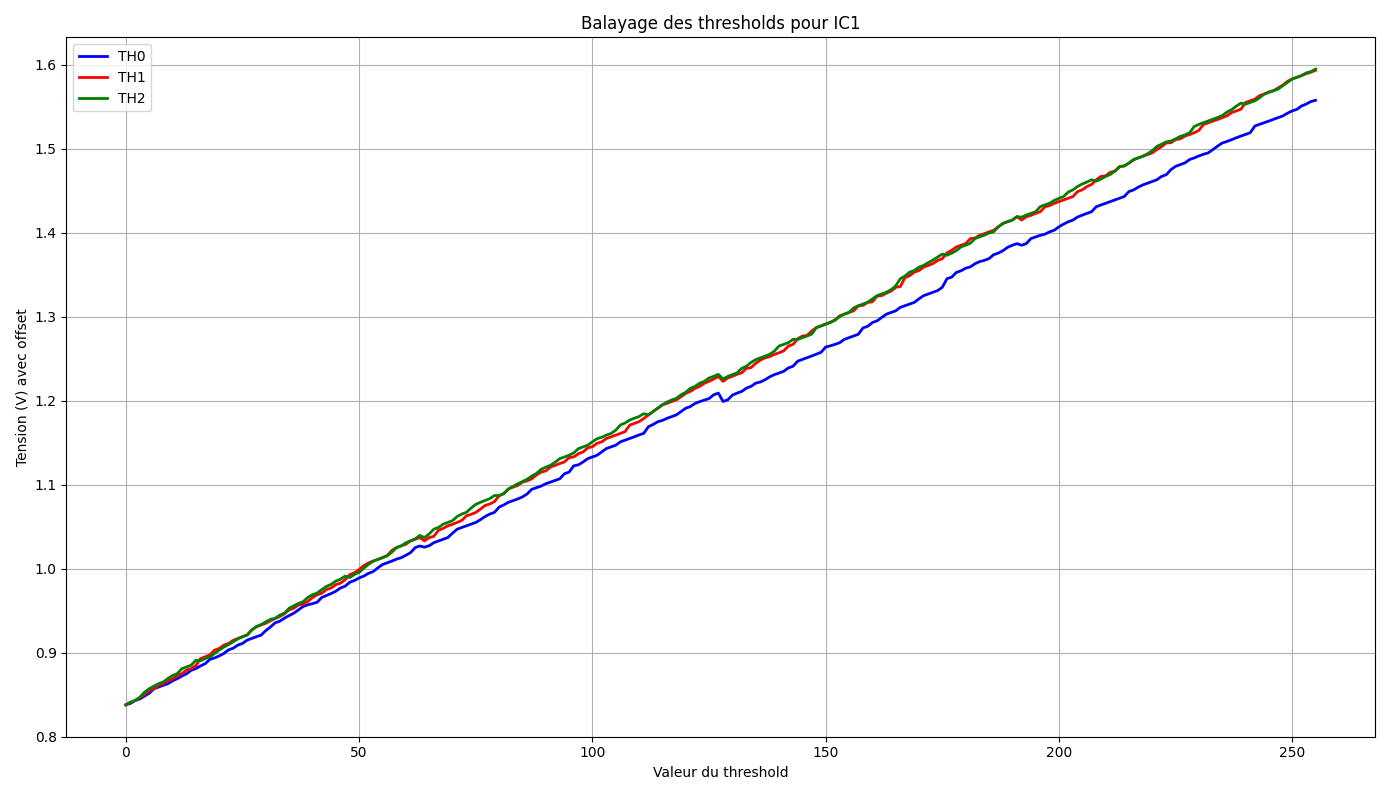 Balayage des thresholds pour IC1
TH0
TH1
TH2
Tension (V) avec offset
1.6
1.5
1.4
1.3
1.2
1.1
1.0
0.9
0.8
0 50 100 150 200 250
Valeur du threshold